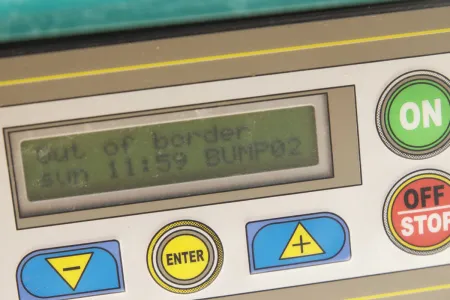 Out of border
sun 11:59 BUMP02
ON
OFF
STOP
ENTER